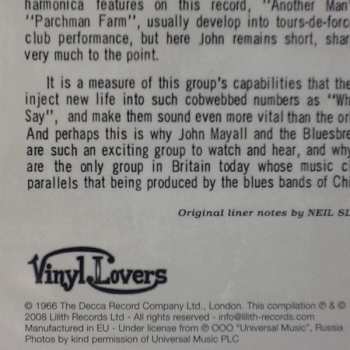 harmonica features on this record, "Another Man
"Parchman Farm", usually develop into tours-de-forc
club performance, but here John remains short, shar
very much to the point.
It is a measure of this group's capabilities that the
inject new life into such cobwebbed numbers as "Wh
Say", and make them sound even more vital than the or
And perhaps this is why John Mayall and the Bluesbre
are such an exciting group to watch and hear, and why
are the only group in Britain today whose music cl
parallels that being produced by the blues bands of Chi
Original liner notes by NEIL SL
Vinyl Lovers
© 1966 The Decca Record Company Ltd., London. This compilation ℗ & ©
2008 Lilith Records Ltd - All rights reserved - info@lilith-records.com
Manufactured in EU - Under license from ℗ OOO "Universal Music", Russia
Photos by kind permission of Universal Music PLC